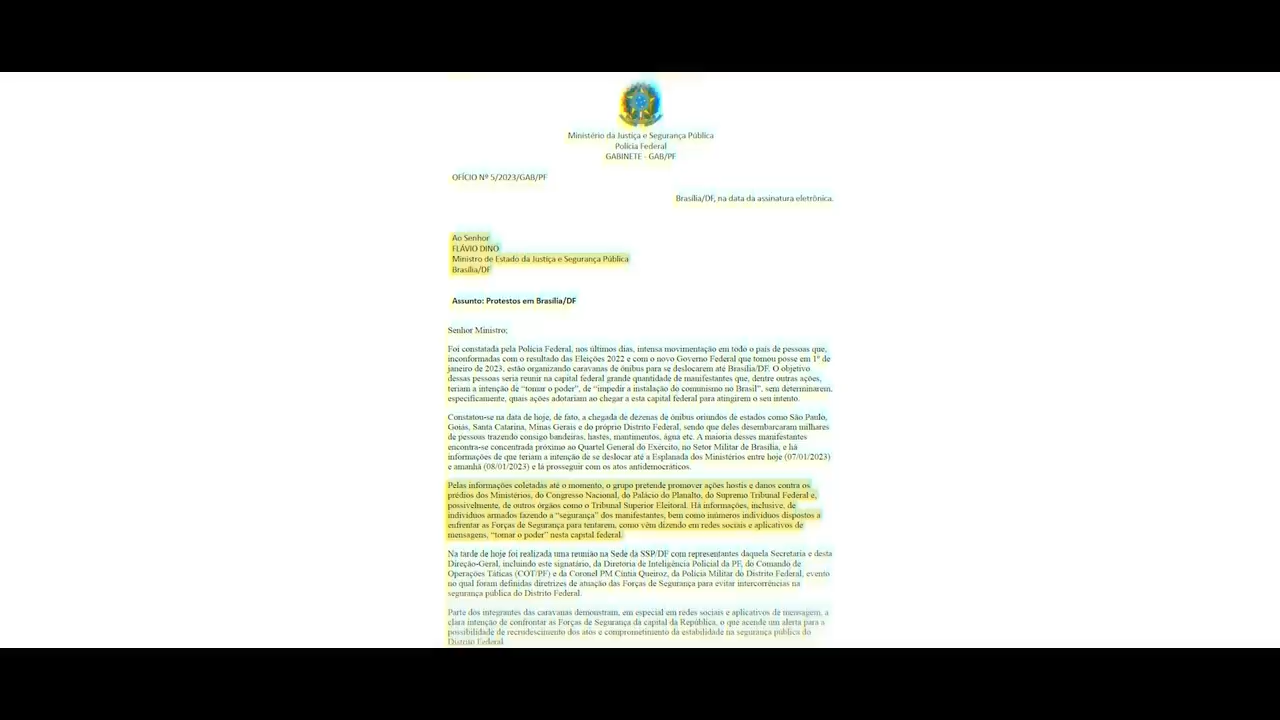 Ministério da Justiça e Segurança Pública
Polícia Federal
GABINETE - GAB/PF
OFÍCIO Nº 5/2023/GAB/PF
Brasília/DF, na data da assinatura eletrônica.
Ao Senhor
FLÁVIO DINO
Ministro de Estado da Justiça e Segurança Pública
Brasília/DF
Assunto: Protestos em Brasília/DF
Senhor Ministro;
Foi constatada pela Polícia Federal, nos últimos dias, intensa movimentação em todo o país de pessoas que,
inconformadas com o resultado das Eleições 2022 e com o novo Governo Federal que tomou posse em 1º de
janeiro de 2023, estão organizando caravanas de ônibus para se deslocarem até Brasília/DF. O objetivo
dessas pessoas seria reunir na capital federal grande quantidade de manifestantes que, dentre outras ações,
teriam a intenção de "tomar o poder", de "impedir a instalação do comunismo no Brasil", sem determinarem,
especificamente, quais ações adotariam ao chegar a esta capital federal para atingirem o seu intento.
Constatou-se na data de hoje, de fato, a chegada de dezenas de ônibus oriundos de estados como São Paulo,
Goiás, Santa Catarina, Minas Gerais e do próprio Distrito Federal, sendo que deles desembarcaram milhares
de pessoas trazendo consigo bandeiras, hastes, mantimentos, água etc. A maioria desses manifestantes
encontra-se concentrada próximo ao Quartel General do Exército, no Setor Militar de Brasília, e há
informações de que teriam a intenção de se deslocar até a Esplanada dos Ministérios entre hoje (07/01/2023)
e amanhã (08/01/2023) e lá prosseguir com os atos antidemocráticos.
Pelas informações coletadas até o momento, o grupo pretende promover ações hostis e danos contra os
prédios dos Ministérios, do Congresso Nacional, do Palácio do Planalto, do Supremo Tribunal Federal e,
possivelmente, de outros órgãos como o Tribunal Superior Eleitoral. Há informações, inclusive, de
indivíduos armados fazendo a "segurança" dos manifestantes, bem como inúmeros indivíduos dispostos a
enfrentar as Forças de Segurança para tentarem, como vêm dizendo em redes sociais e aplicativos de
mensagens, "tomar o poder" nesta capital federal.
Na tarde de hoje foi realizada uma reunião na Sede da SSP/DF com representantes daquela Secretaria e desta
Direção-Geral, incluindo este signatário, da Diretoria de Inteligência Policial da PF, do Comando de
Operações Táticas (COT/PF) e da Coronel PM Cíntia Queiroz, da Polícia Militar do Distrito Federal, evento
no qual foram definidas diretrizes de atuação das Forças de Segurança para evitar intercorrências na
segurança pública do Distrito Federal.
Parte dos integrantes das caravanas demonstram, em especial em redes sociais e aplicativos de mensagem, a
clara intenção de confrontar as Forças de Segurança da capital da República, o que acende um alerta para a
possibilidade de recrudescimento dos atos e comprometimento da estabilidade na segurança pública do
Distrito Federal.